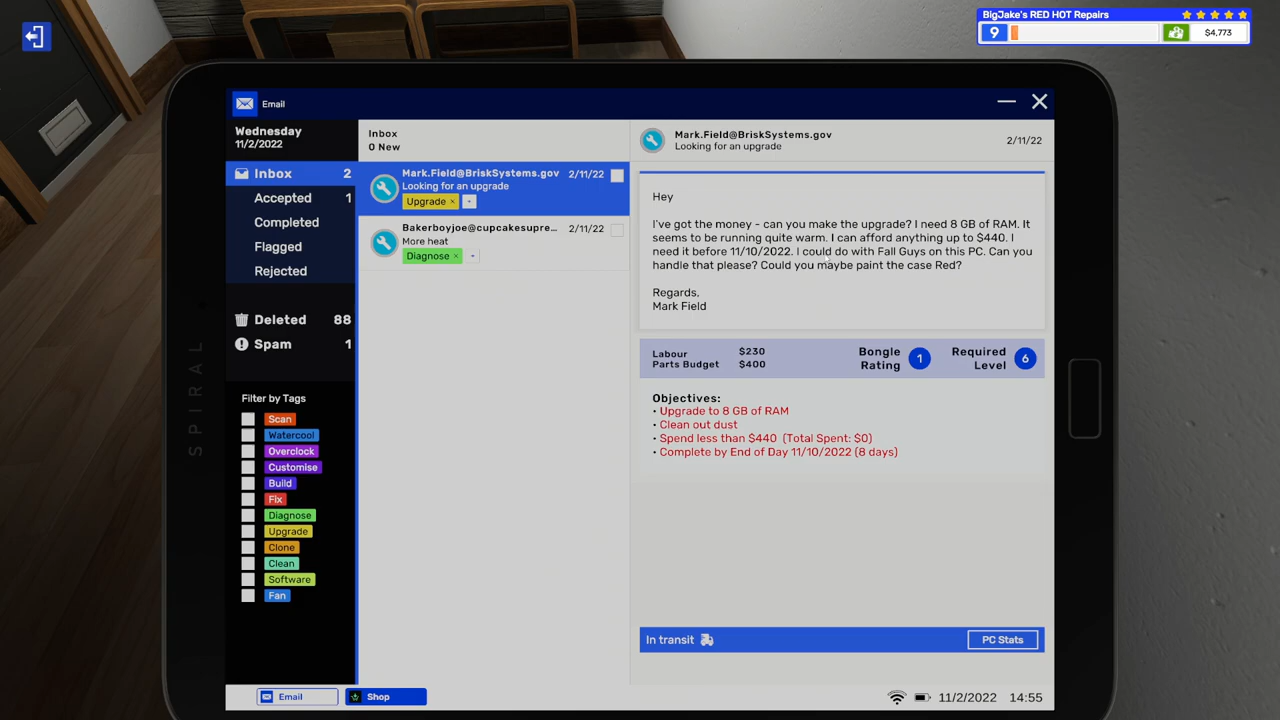 BigJake's RED HOT Repairs
9
$4,773
Email
Wednesday
11/2/2022
Inbox 2
Accepted 1
Completed
Flagged
Rejected
Deleted 88
Spam 1
Filter by Tags
Scan
Watercool
Overclock
Customise
Build
Fix
Diagnose
Upgrade
Clone
Clean
Software
Fan
Inbox
0 New
Mark.Field@BriskSystems.gov 2/11/22
Looking for an upgrade
Upgrade ×
Bakerboyjoe@cupcakesupre... 2/11/22
More heat
Diagnose ×
Mark.Field@BriskSystems.gov
Looking for an upgrade
2/11/22
Hey
I've got the money - can you make the upgrade? I need 8 GB of RAM. It
seems to be running quite warm. I can afford anything up to $440. I
need it before 11/10/2022. I could do with Fall Guys on this PC. Can you
handle that please? Could you maybe paint the case Red?
Regards,
Mark Field
Labour $230
Parts Budget $400
Bongle
Rating 1
Required
Level 6
Objectives:
• Upgrade to 8 GB of RAM
• Clean out dust
• Spend less than $440 (Total Spent: $0)
• Complete by End of Day 11/10/2022 (8 days)
In transit
PC Stats
SPIRAL
Email
Shop
11/2/2022 14:55